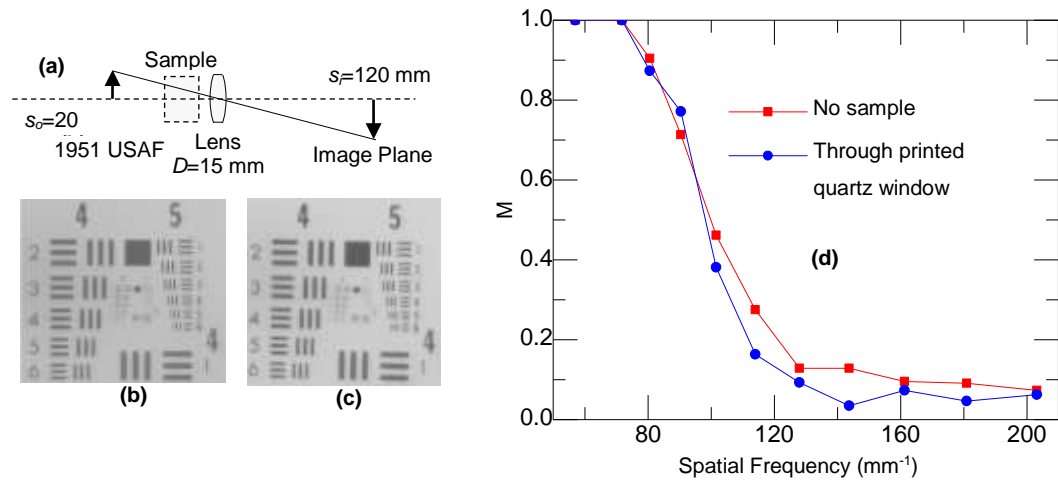 (a)
Sample
s_i=120 mm
s_o=20
1951 USAF
Lens
D=15 mm
Image Plane
4 5
2
3
4
5
6
4
1
(b)
4 5
2
3
4
5
6
4
1
(c)
M
1.0
0.8
0.6
0.4
0.2
0.0
No sample
Through printed
quartz window
(d)
80 120 160 200
Spatial Frequency (mm⁻¹)